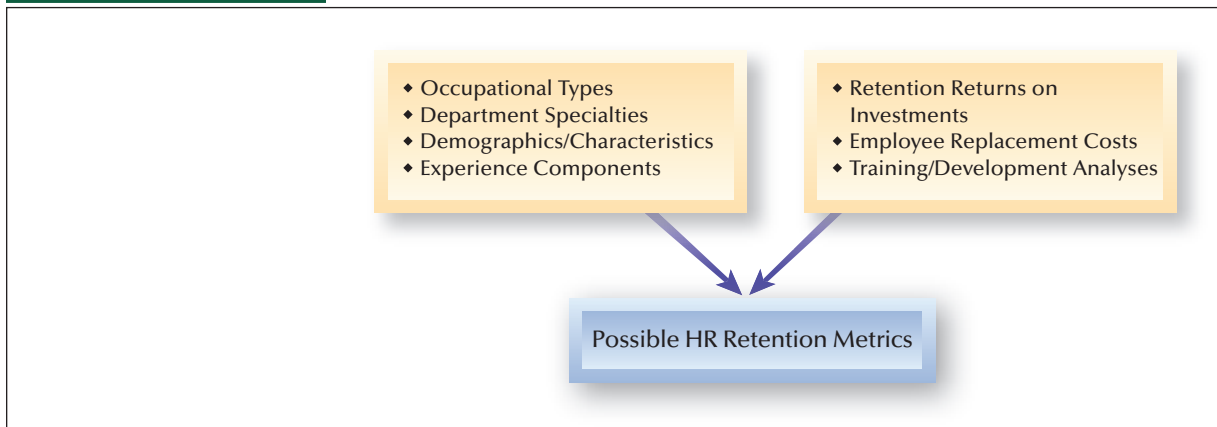 ◆ Occupational Types
◆ Department Specialties
◆ Demographics/Characteristics
◆ Experience Components
◆ Retention Returns on
Investments
◆ Employee Replacement Costs
◆ Training/Development Analyses
Possible HR Retention Metrics